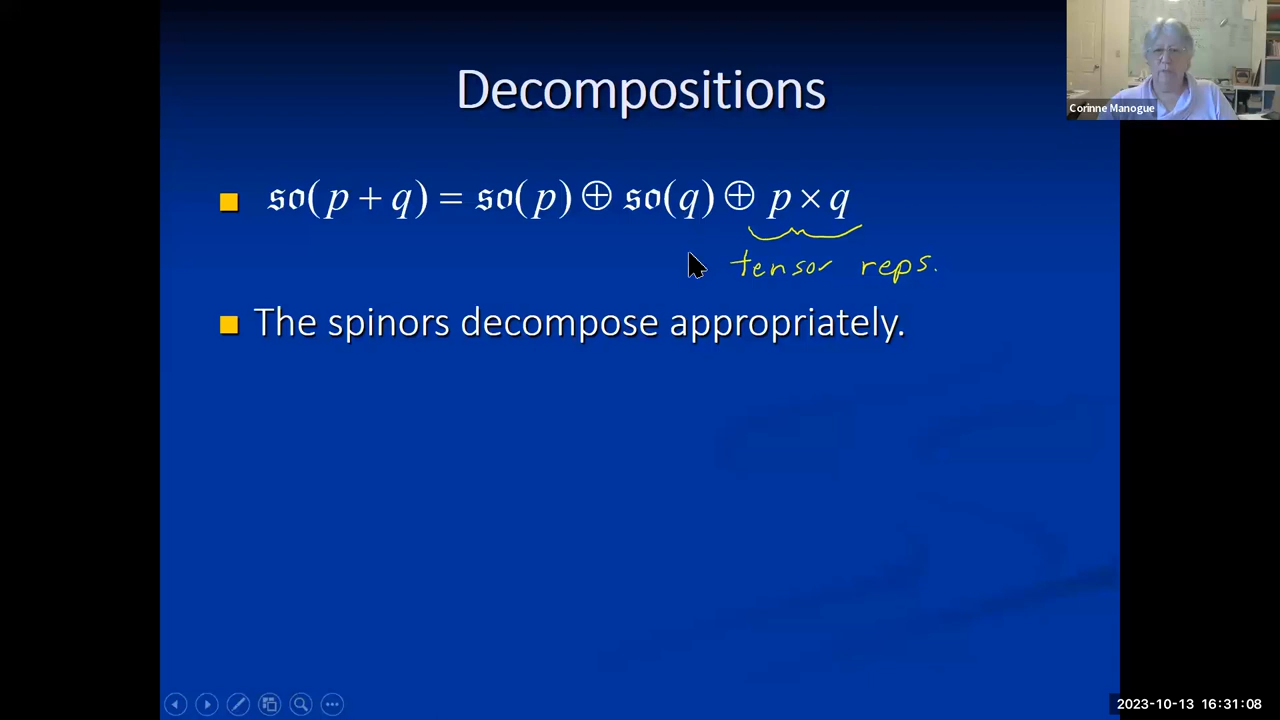 Decompositions
Corinne Manogue
𝔰𝔬(p + q) = 𝔰𝔬(p) ⊕ 𝔰𝔬(q) ⊕ p × q
tensor reps.
The spinors decompose appropriately.
2023-10-13 16:31:08